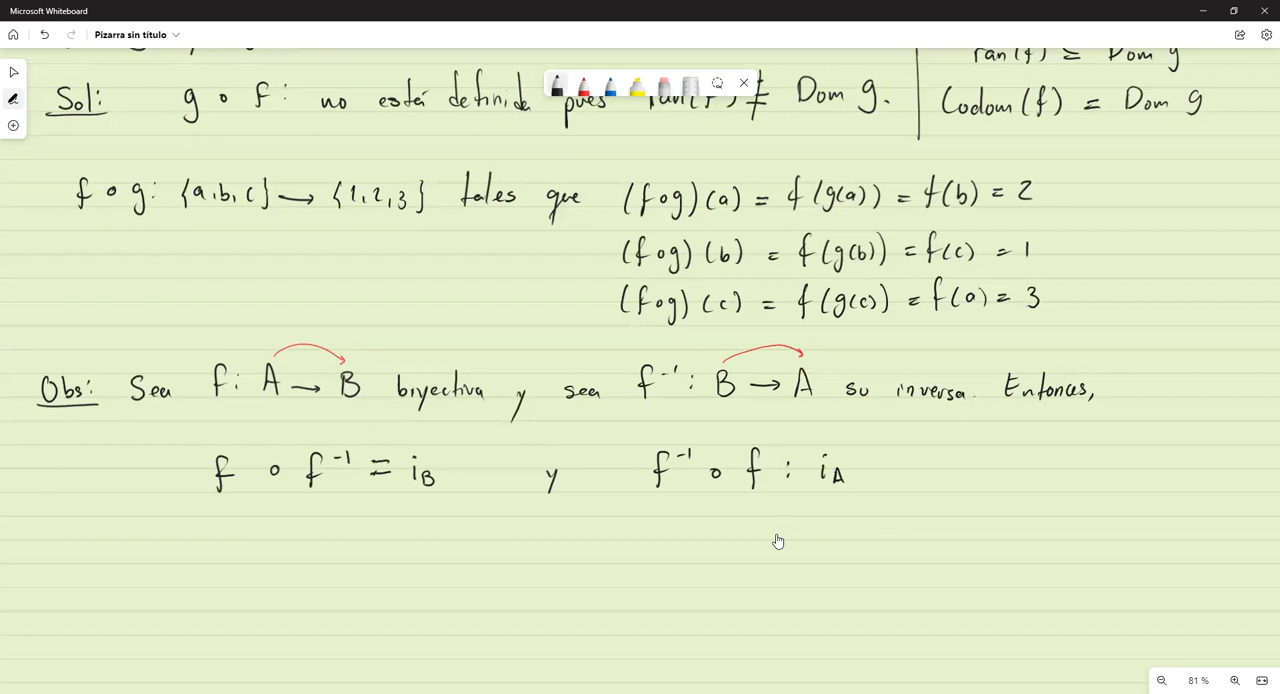 Microsoft Whiteboard
Pizarra sin título
ran(f) ⊆ Dom g
Sol: g ∘ f: no está definida pues ran(f) ≠ Dom g.
Codom(f) = Dom g
f ∘ g: {a,b,c} → {1,2,3} tales que (f∘g)(a) = f(g(a)) = f(b) = 2
(f∘g)(b) = f(g(b)) = f(c) = 1
(f∘g)(c) = f(g(c)) = f(a) = 3
Obs: Sea f: A → B biyectiva y sea f⁻¹: B → A su inversa. Entonces,
f ∘ f⁻¹ = i_B y f⁻¹ ∘ f : i_A
81 %